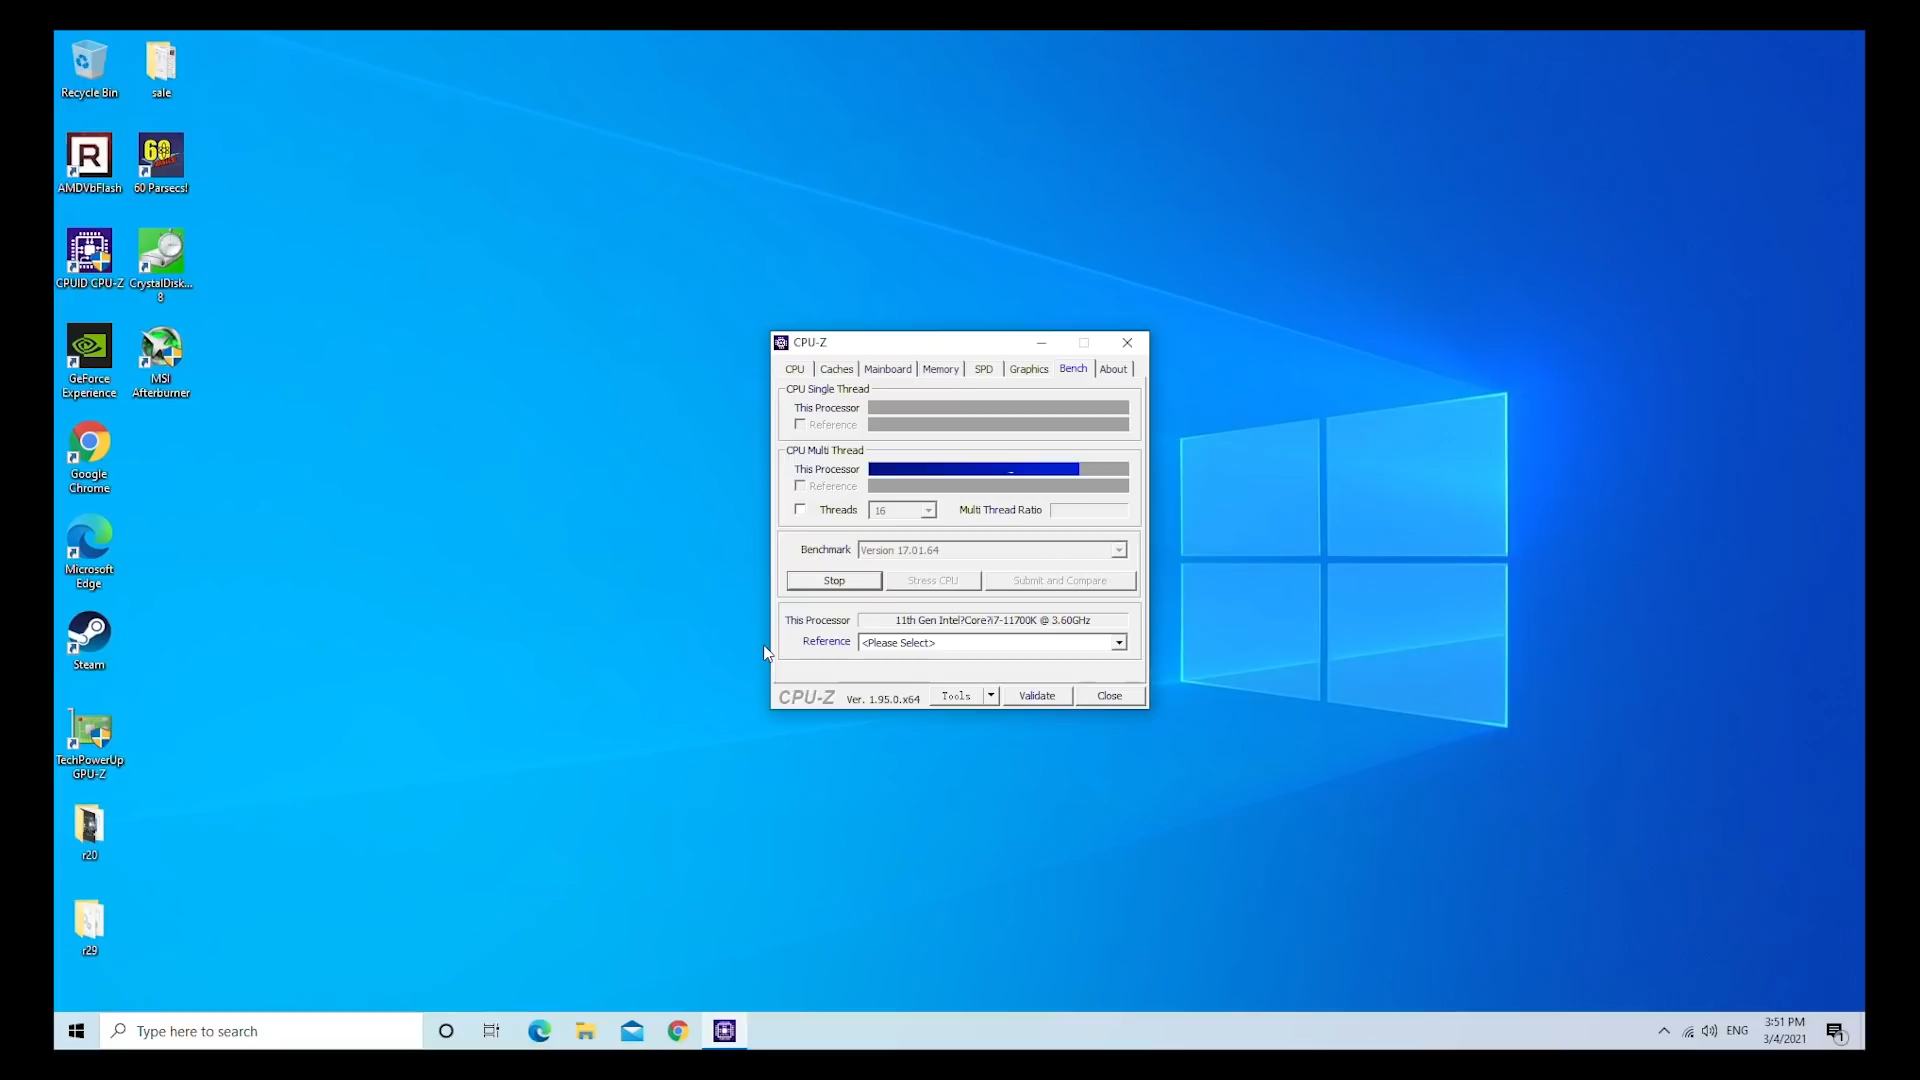 Recycle Bin
sale
AMDVbFlash
60 Parsecs!
CPUID CPU-Z
CrystalDisk...
8
GeForce
Experience
MSI
Afterburner
Google
Chrome
Microsoft
Edge
Steam
TechPowerUp
GPU-Z
r20
r29
CPU-Z
CPU
Caches
Mainboard
Memory
SPD
Graphics
Bench
About
CPU Single Thread
This Processor
Reference
CPU Multi Thread
This Processor
Reference
Threads
16
Multi Thread Ratio
Benchmark
Version 17.01.64
Stop
Stress CPU
Submit and Compare
This Processor
11th Gen Intel?Core?i7-11700K @ 3.60GHz
Reference
<Please Select>
CPU-Z
Ver. 1.95.0.x64
Tools
Validate
Close
Type here to search
ENG
3:51 PM
3/4/2021
1